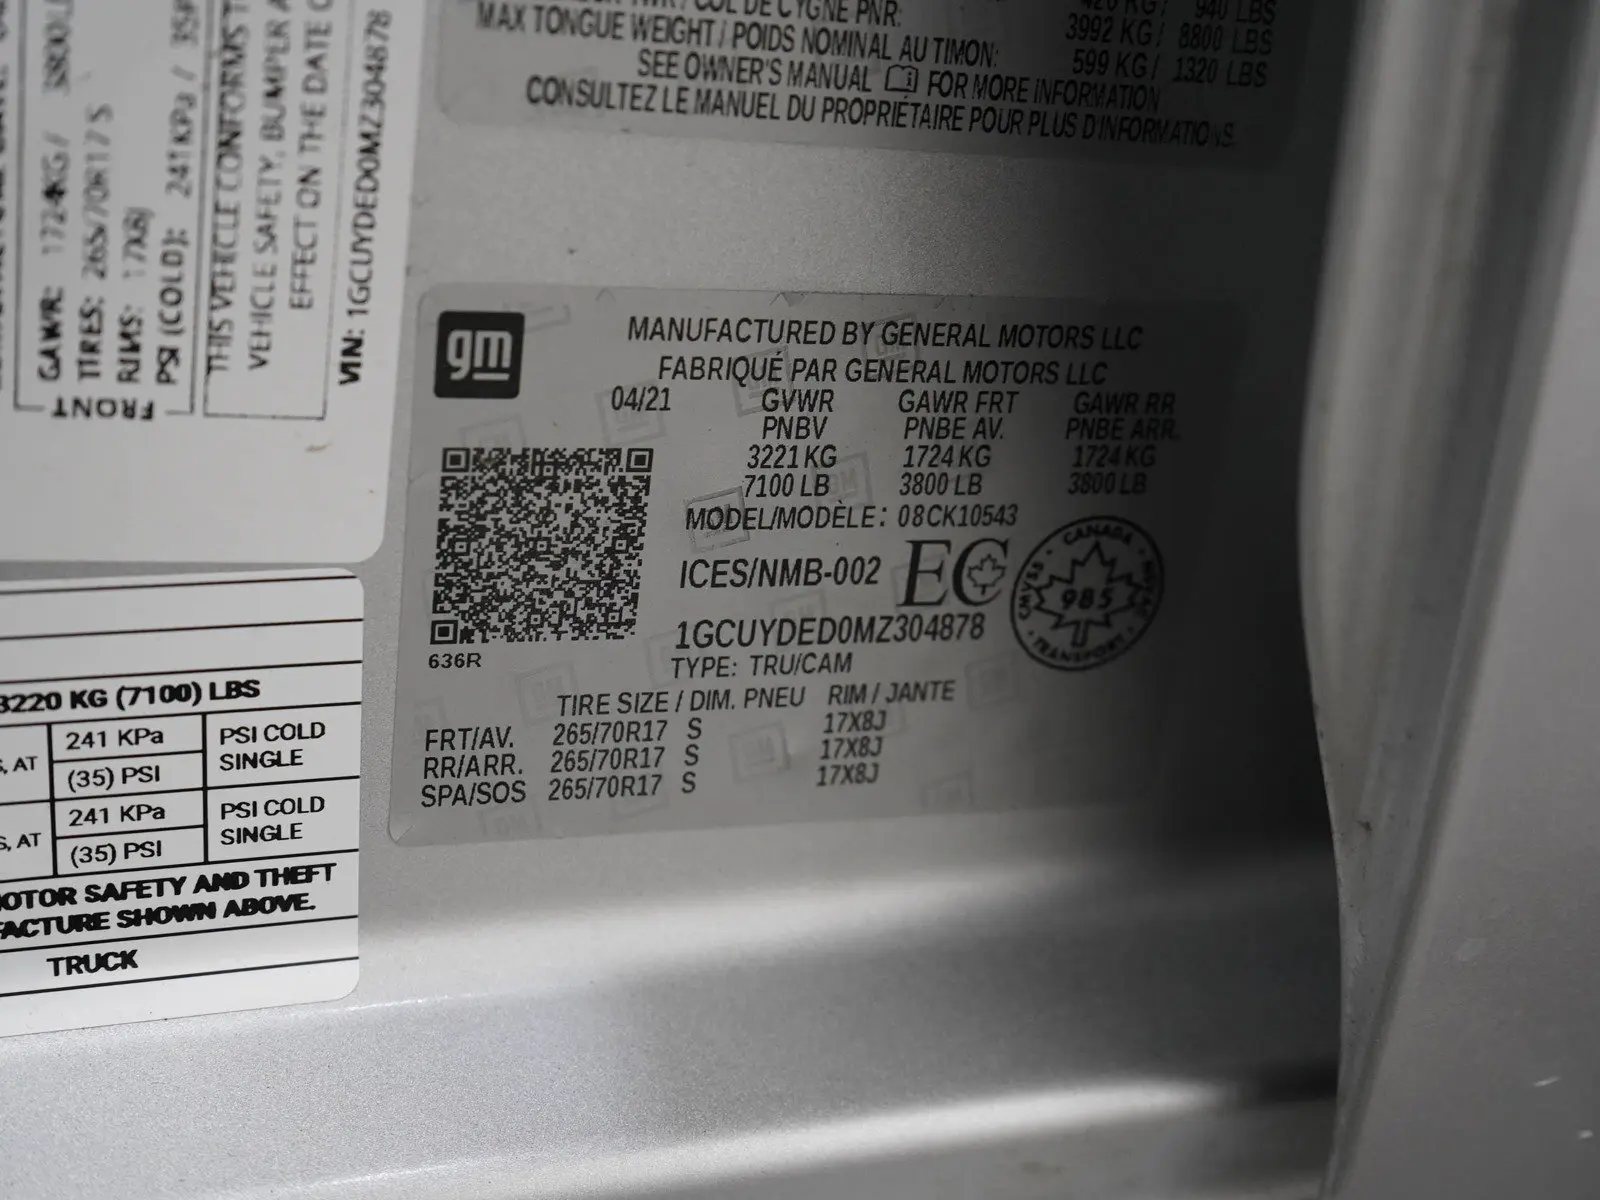 940 LBS
3992 KG / 8800 LBS
MAX TONGUE WEIGHT / POIDS NOMINAL AU TIMON: 599 KG / 1320 LBS
SEE OWNER'S MANUAL FOR MORE INFORMATION
CONSULTEZ LE MANUEL DU PROPRIÉTAIRE POUR PLUS D'INFORMATIONS.
GAWR: 1724KG/
TIRES: 265/70R17 S
RIMS: 17X8J
PSI (COLD): 241KPa / 35P
FRONT
THIS VEHICLE CONFORMS T
VEHICLE SAFETY, BUMPER A
EFFECT ON THE DATE O
VIN: 1GCUYDED0MZ304878
gm
MANUFACTURED BY GENERAL MOTORS LLC
FABRIQUÉ PAR GENERAL MOTORS LLC
04/21 GVWR GAWR FRT GAWR RR
PNBV PNBE AV. PNBE ARR.
3221 KG 1724 KG 1724 KG
7100 LB 3800 LB 3800 LB
MODEL/MODÈLE: 08CK10543
ICES/NMB-002 EC
CANADA
985
TRANSPORT
1GCUYDED0MZ304878
636R
TYPE: TRU/CAM
TIRE SIZE / DIM. PNEU RIM / JANTE
FRT/AV. 265/70R17 S 17X8J
RR/ARR. 265/70R17 S 17X8J
SPA/SOS 265/70R17 S 17X8J
3220 KG (7100) LBS
S, AT 241 KPa PSI COLD
(35) PSI SINGLE
S, AT 241 KPa PSI COLD
(35) PSI SINGLE
MOTOR SAFETY AND THEFT
FACTURE SHOWN ABOVE.
TRUCK